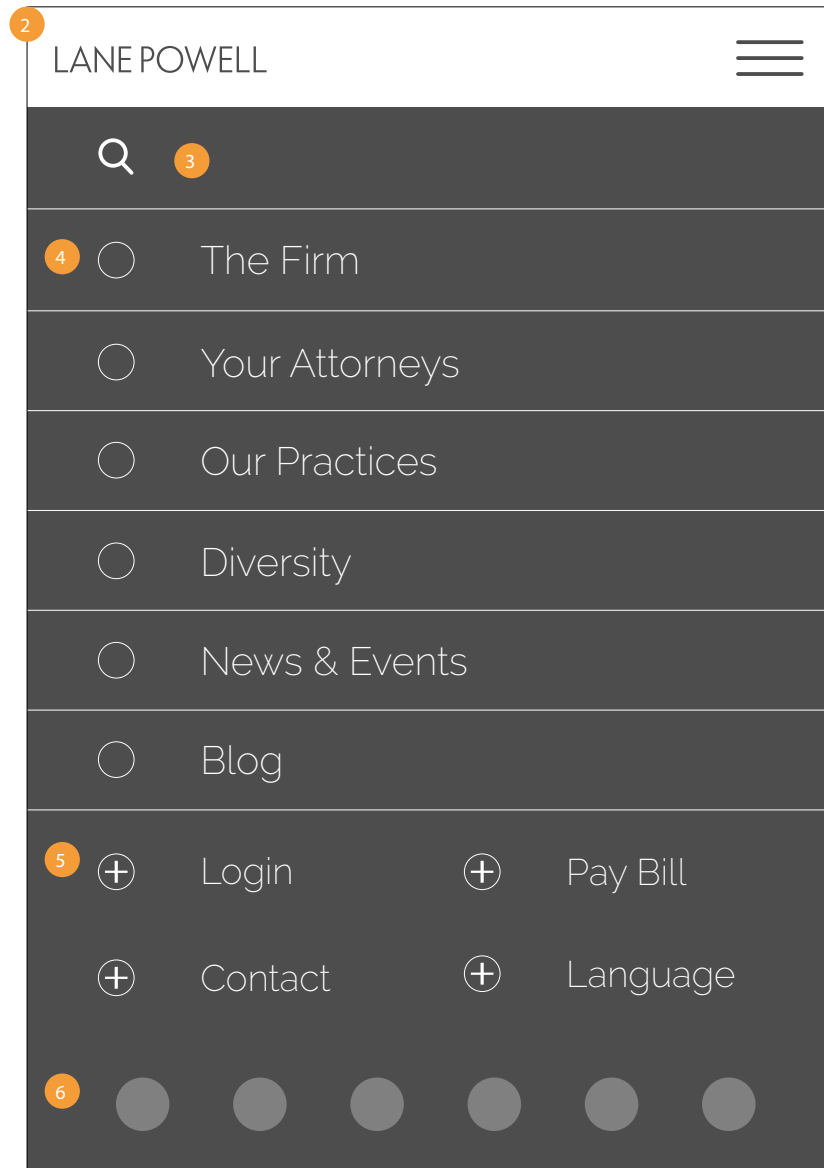 2
LANE POWELL
3
4 The Firm
Your Attorneys
Our Practices
Diversity
News & Events
Blog
5 Login Pay Bill
Contact Language
6